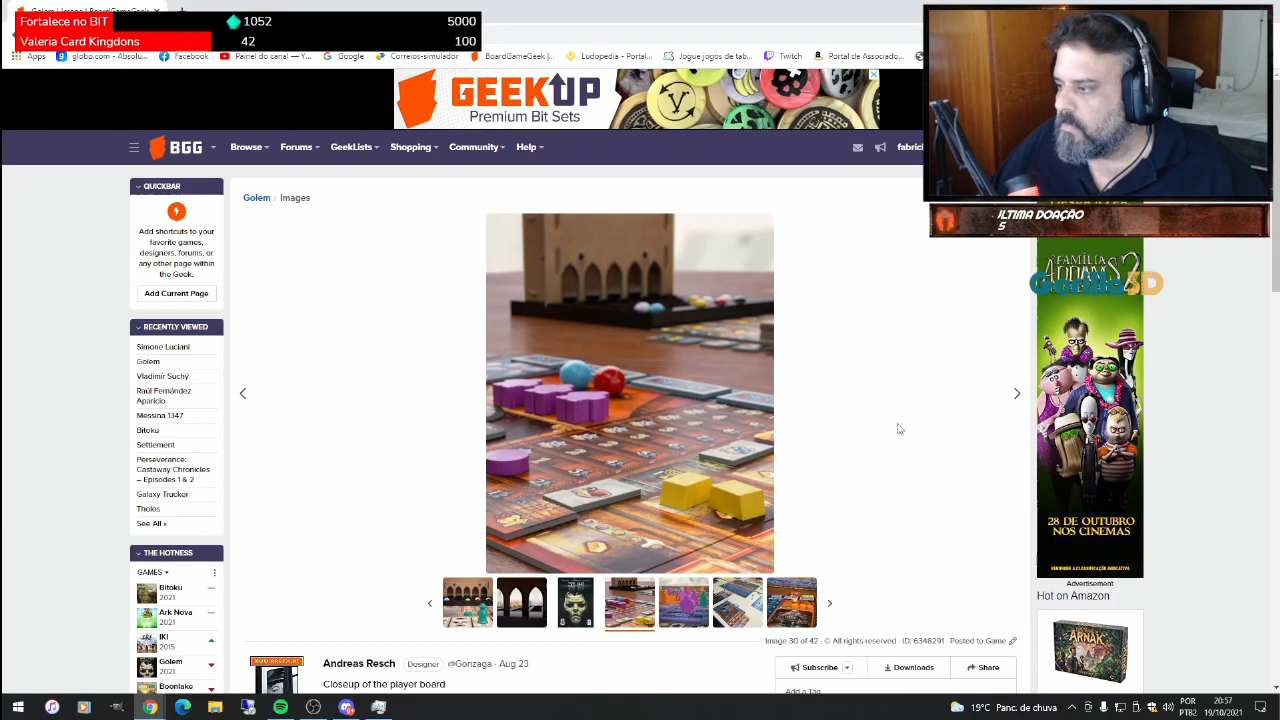 Fortalece no BIT 1052 5000
Valeria Card Kingdons 42 100
Apps globo.com - Absolu... Facebook Painel do canal — Y... Google Correios-simulador BoardGameGeek |... Ludopedia - Portal... Jogue jogos de tab... Twitch Portal de Associado...
GEEKUP
Premium Bit Sets
BGG Browse Forums GeekLists Shopping Community Help fabrici
ILTIMA DOAÇÃO
5
QUICKBAR
Add shortcuts to your
favorite games,
designers, forums, or
any other page within
the Geek.
Add Current Page
RECENTLY VIEWED
Simone Luciani
Golem
Vladimír Suchý
Raúl Fernández
Aparicio
Messina 1347
Bitoku
Settlement
Perseverance:
Castaway Chronicles
– Episodes 1 & 2
Galaxy Trucker
Tholos
See All »
THE HOTNESS
GAMES
Bitoku
2021
Ark Nova
2021
IKI
2015
Golem
2021
Boonlake
Golem › Images
Image 30 of 42 · © All rights reserved · ID: 6348291 · Posted to Game
Andreas Resch Designer @Gonzaga · Aug 23
Closeup of the player board
Subscribe Downloads Share
Add a Tag
FAMÍLIA
ADDAMS 2
Gorilla3D
28 DE OUTUBRO
NOS CINEMAS
VERIFIQUE A CLASSIFICAÇÃO INDICATIVA
Advertisement
Hot on Amazon
ARNAK
19°C Parc ensolarado
POR
PTB2
20:57
19/10/2021